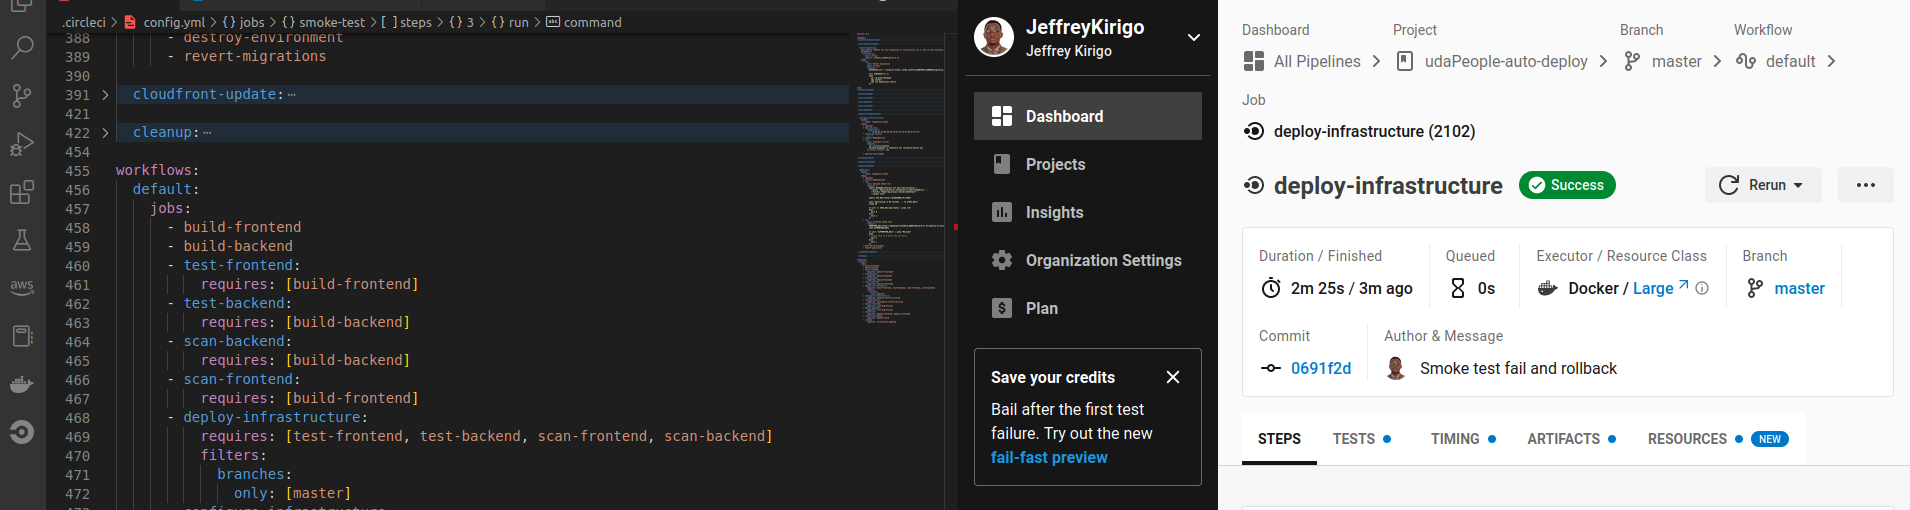 .circleci > config.yml > {} jobs > {} smoke-test > [ ] steps > {} 3 > {} run > abc command
388 - destroy-environment
389 - revert-migrations
390
391 > cloudfront-update: ⋯
421
422 > cleanup: ⋯
454
455 workflows:
456 default:
457 jobs:
458 - build-frontend
459 - build-backend
460 - test-frontend:
461 requires: [build-frontend]
462 - test-backend:
463 requires: [build-backend]
464 - scan-backend:
465 requires: [build-backend]
466 - scan-frontend:
467 requires: [build-frontend]
468 - deploy-infrastructure:
469 requires: [test-frontend, test-backend, scan-frontend, scan-backend]
470 filters:
471 branches:
472 only: [master]
aws
JeffreyKirigo
Jeffrey Kirigo
Dashboard
Projects
Insights
Organization Settings
Plan
Save your credits
Bail after the first test
failure. Try out the new
fail-fast preview
Dashboard Project Branch Workflow
All Pipelines > udaPeople-auto-deploy > master > default >
Job
deploy-infrastructure (2102)
deploy-infrastructure Success Rerun ...
Duration / Finished Queued Executor / Resource Class Branch
2m 25s / 3m ago 0s Docker / Large master
Commit Author & Message
0691f2d Smoke test fail and rollback
STEPS TESTS TIMING ARTIFACTS RESOURCES NEW